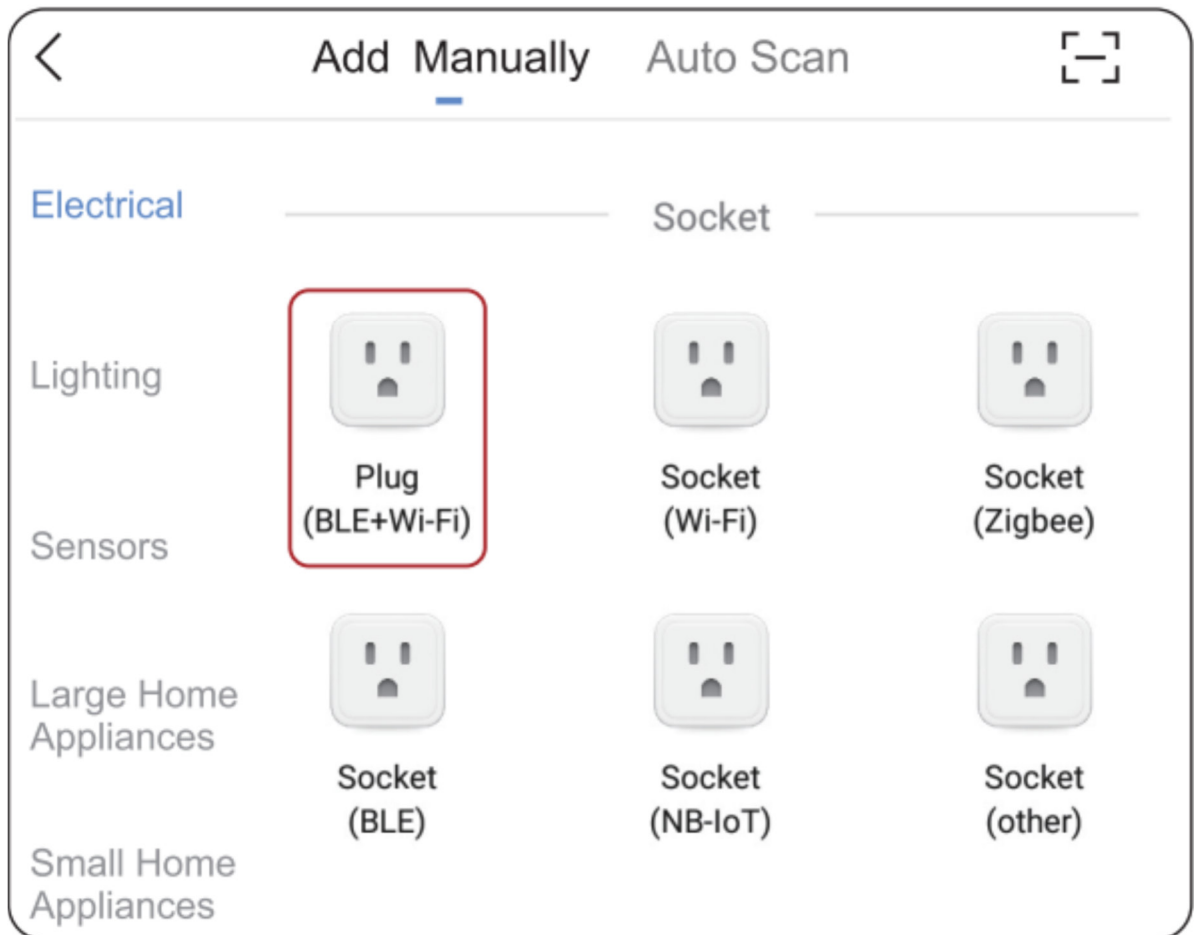 Add Manually Auto Scan
Electrical
Lighting
Sensors
Large Home
Appliances
Small Home
Appliances
Socket
Plug
(BLE+Wi-Fi)
Socket
(Wi-Fi)
Socket
(Zigbee)
Socket
(BLE)
Socket
(NB-IoT)
Socket
(other)